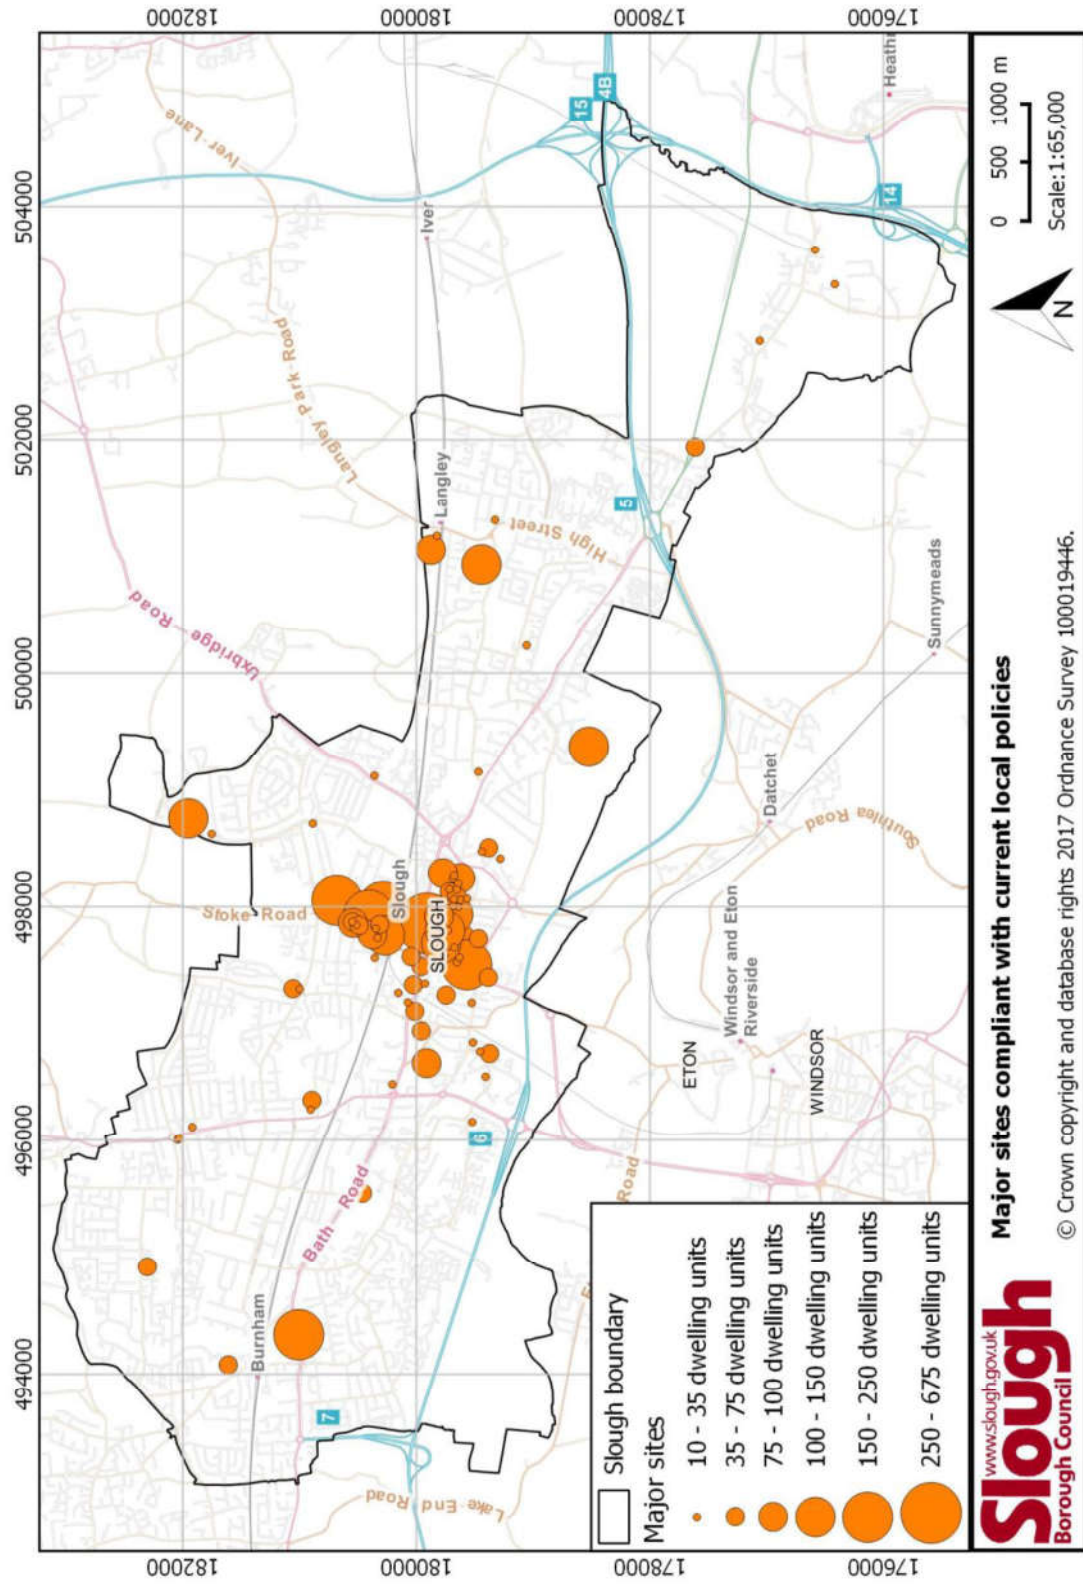 182000
180000
178000
176000
504000
502000
500000
498000
496000
494000
182000
180000
178000
176000
Iver Lane
15
4B
14
Heathr
Iver
Langley Park Road
Langley
High Street
5
Uxbridge Road
Sunnymeads
Datchet
Southlea Road
Stoke Road
Slough
SLOUGH
Windsor and Eton
Riverside
ETON
WINDSOR
6
Road
Bath Road
Burnham
7
Lake End Road
Slough boundary
Major sites
10 - 35 dwelling units
35 - 75 dwelling units
75 - 100 dwelling units
100 - 150 dwelling units
150 - 250 dwelling units
250 - 675 dwelling units
Slough
www.slough.gov.uk
Borough Council
Major sites compliant with current local policies
© Crown copyright and database rights 2017 Ordnance Survey 100019446.
N
0 500 1000 m
Scale:1:65,000